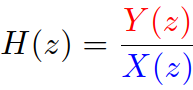 H(z) = Y(z) / X(z)